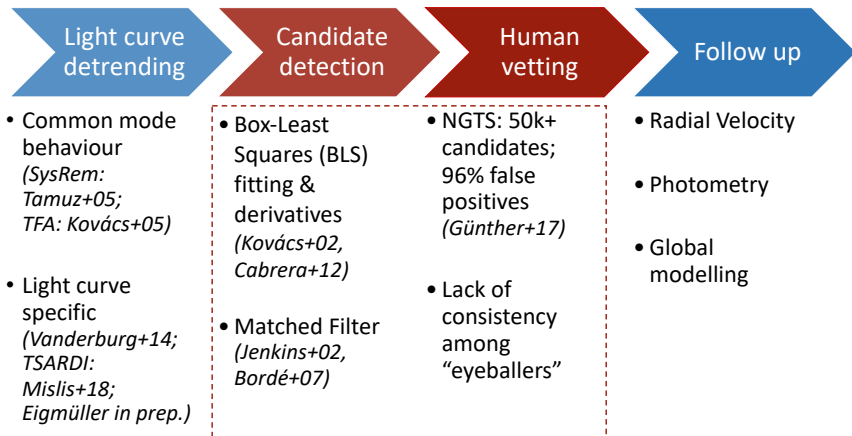 Light curve
detrending
Candidate
detection
Human
vetting
Follow up
• Common mode
behaviour
(SysRem:
Tamuz+05;
TFA: Kovács+05)
• Light curve
specific
(Vanderburg+14;
TSARDI:
Mislis+18;
Eigmüller in prep.)
• Box-Least
Squares (BLS)
fitting &
derivatives
(Kovács+02,
Cabrera+12)
• Matched Filter
(Jenkins+02,
Bordé+07)
• NGTS: 50k+
candidates;
96% false
positives
(Günther+17)
• Lack of
consistency
among
“eyeballers”
• Radial Velocity
• Photometry
• Global
modelling